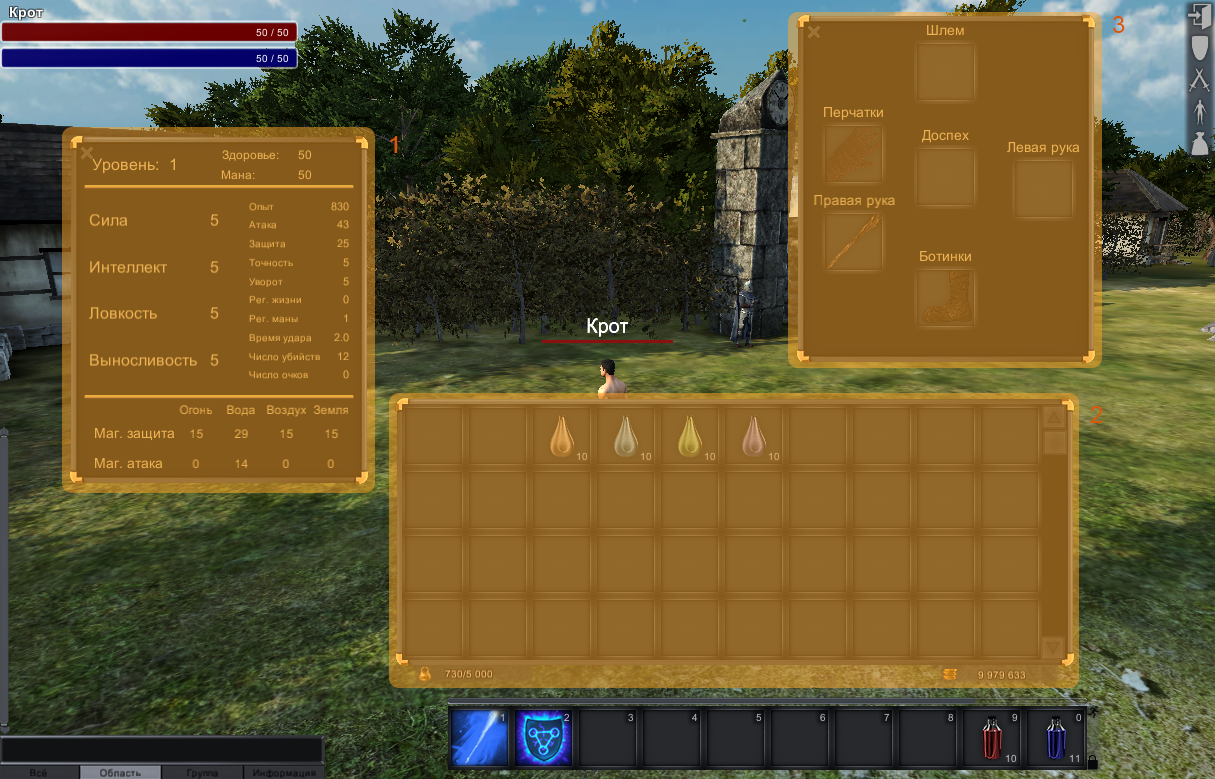 Крот
50 / 50
50 / 50
1
Уровень: 1
Здоровье: 50
Мана: 50
Сила 5
Интеллект 5
Ловкость 5
Выносливость 5
Опыт 830
Атака 43
Защита 25
Точность 5
Уворот 5
Рег. жизни 0
Рег. маны 1
Время удара 2.0
Число убийств 12
Число очков 0
Огонь Вода Воздух Земля
Маг. защита 15 29 15 15
Маг. атака 0 14 0 0
3
Шлем
Перчатки
Доспех
Левая рука
Правая рука
Ботинки
Крот
2
10 10 10 10
730/5 000
9 979 633
1 2 3 4 5 6 7 8 9 0
10 11
Всё Область Группа Информация